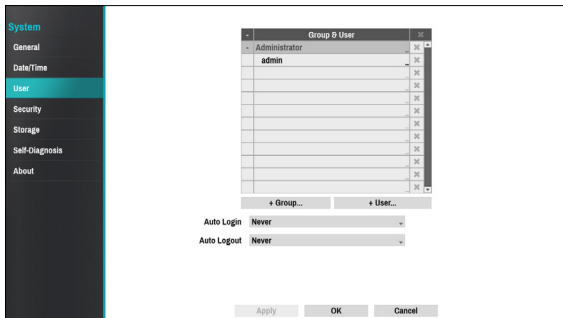 System
General
Date/Time
User
Security
Storage
Self-Diagnosis
About
- Group & User
- Administrator
admin
+ Group... + User...
Auto Login Never
Auto Logout Never
Apply OK Cancel